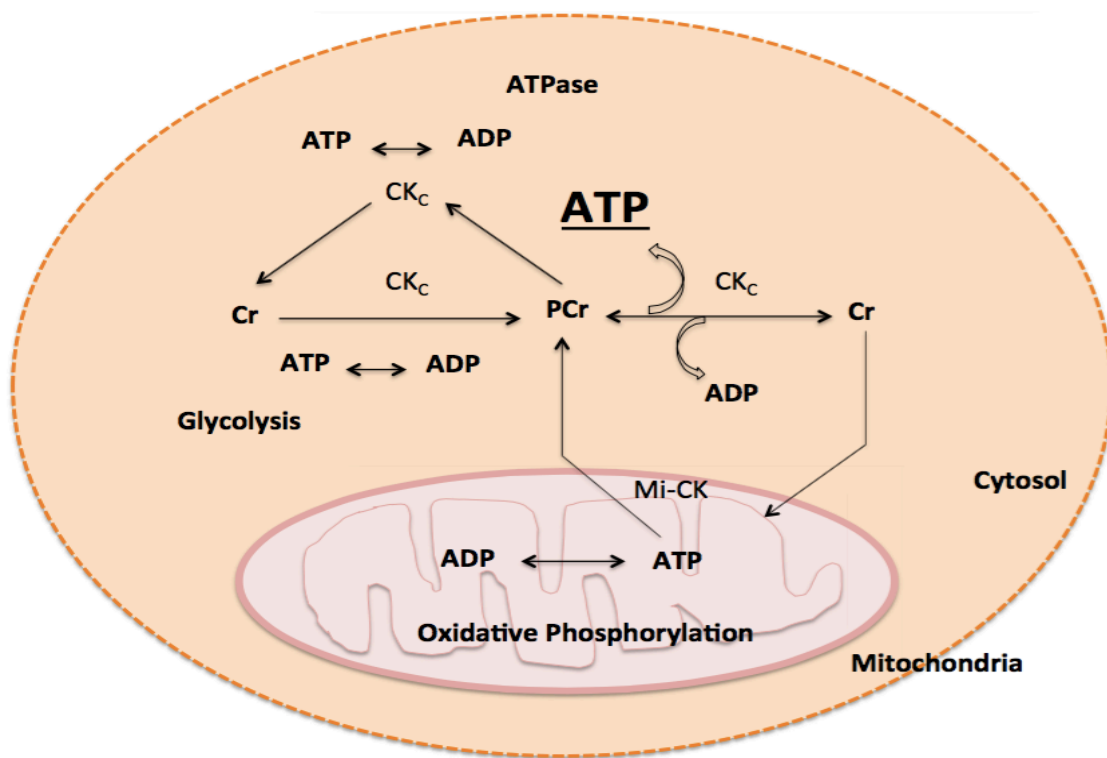 ATPase
ATP ADP
CKC
ATP
CKC CKC
Cr PCr Cr
ATP ADP
ADP
Glycolysis
Cytosol
Mi-CK
ADP ATP
Oxidative Phosphorylation
Mitochondria